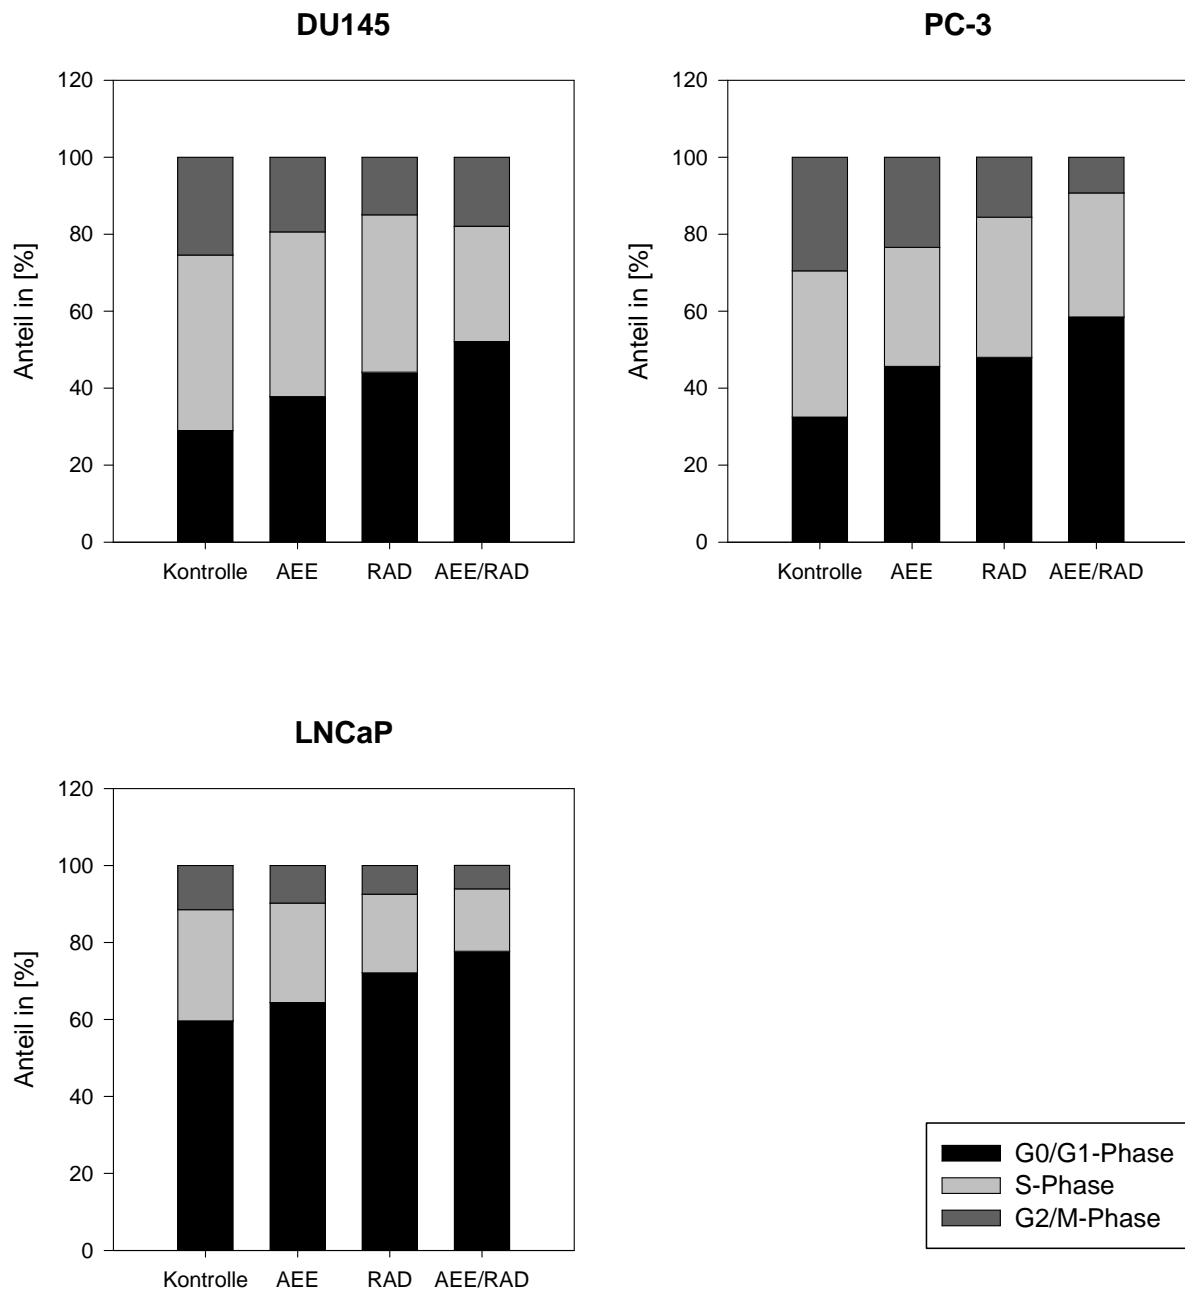 DU145
120
100
80
60
40
20
0
Anteil in [%]
Kontrolle AEE RAD AEE/RAD
PC-3
120
100
80
60
40
20
0
Anteil in [%]
Kontrolle AEE RAD AEE/RAD
LNCaP
120
100
80
60
40
20
0
Anteil in [%]
Kontrolle AEE RAD AEE/RAD
G0/G1-Phase
S-Phase
G2/M-Phase